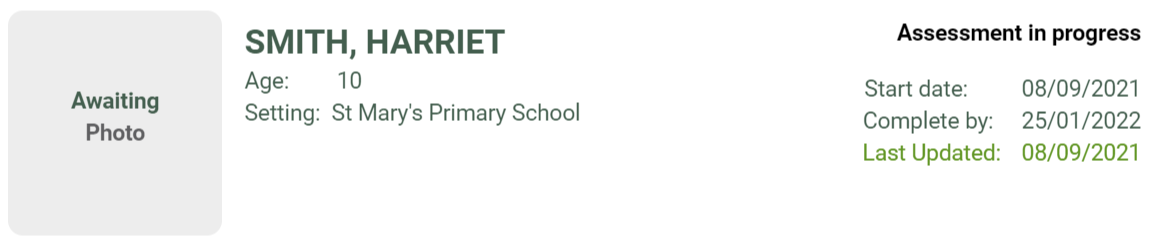 Awaiting
Photo
SMITH, HARRIET
Age: 10
Setting: St Mary's Primary School
Assessment in progress
Start date: 08/09/2021
Complete by: 25/01/2022
Last Updated: 08/09/2021